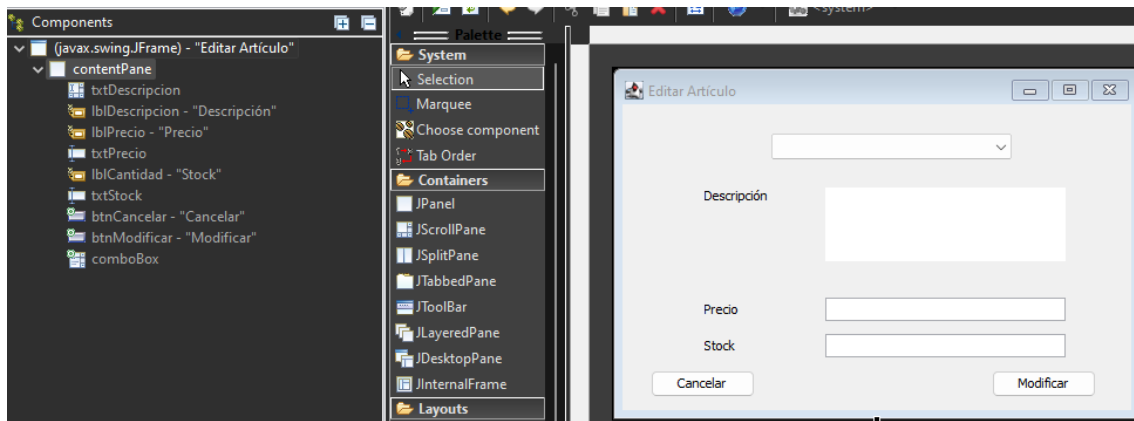 Components
(javax.swing.JFrame) - "Editar Artículo"
contentPane
txtDescripcion
lblDescripcion - "Descripción"
lblPrecio - "Precio"
txtPrecio
lblCantidad - "Stock"
txtStock
btnCancelar - "Cancelar"
btnModificar - "Modificar"
comboBox
<system>
Palette
System
Selection
Marquee
Choose component
Tab Order
Containers
JPanel
JScrollPane
JSplitPane
JTabbedPane
JToolBar
JLayeredPane
JDesktopPane
JInternalFrame
Layouts
Editar Artículo
Descripción
Precio
Stock
Cancelar
Modificar